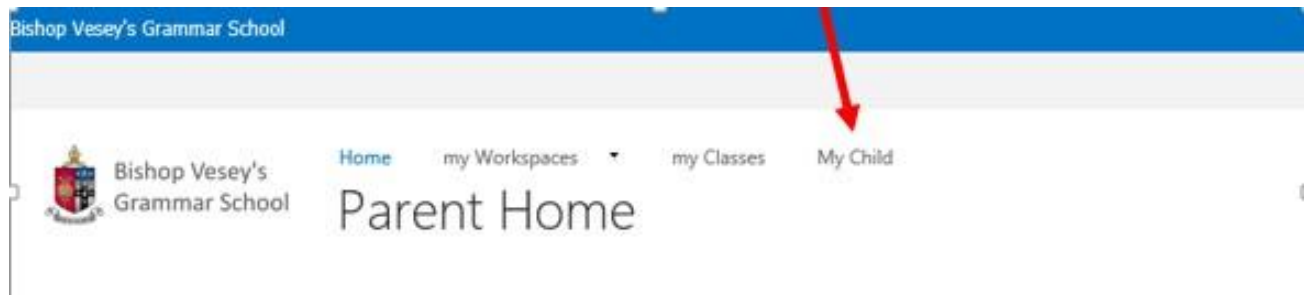 Bishop Vesey's Grammar School
Bishop Vesey's
Grammar School
Home my Workspaces my Classes My Child
Parent Home